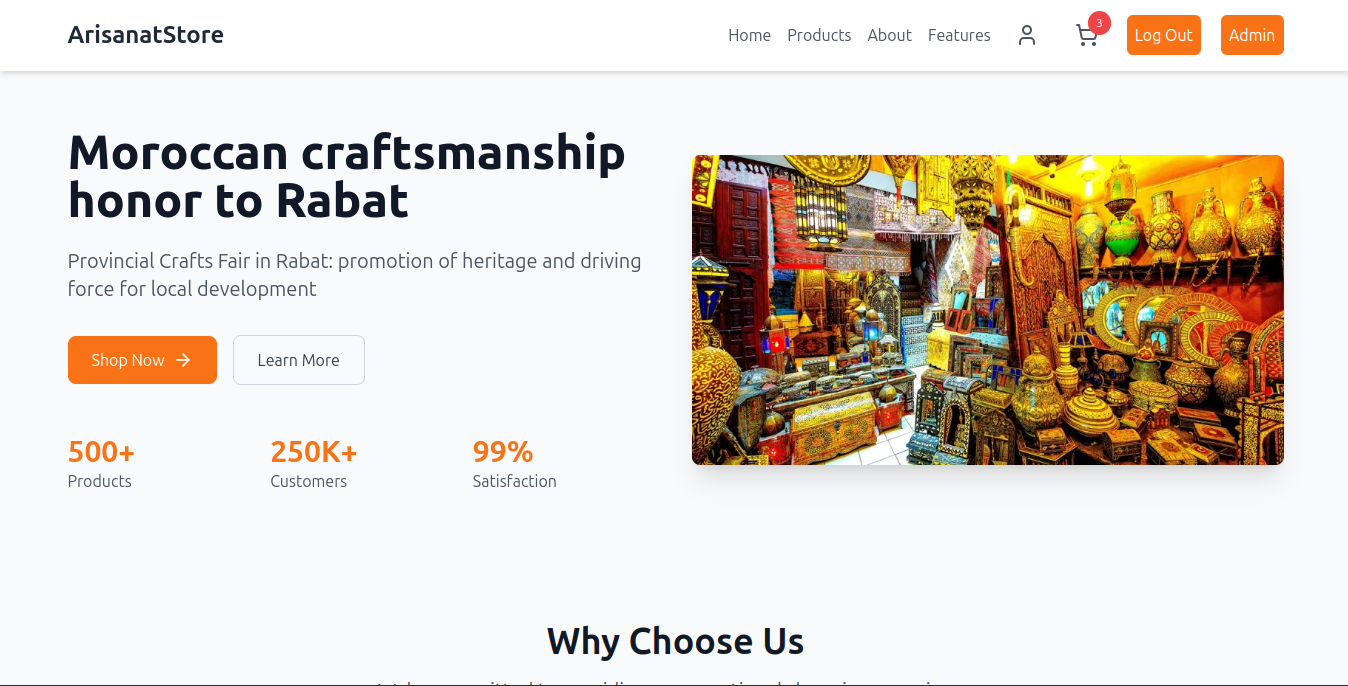 ArisanatStore
Home Products About Features 3 Log Out Admin
Moroccan craftsmanship
honor to Rabat
Provincial Crafts Fair in Rabat: promotion of heritage and driving
force for local development
Shop Now Learn More
500+ 250K+ 99%
Products Customers Satisfaction
Why Choose Us